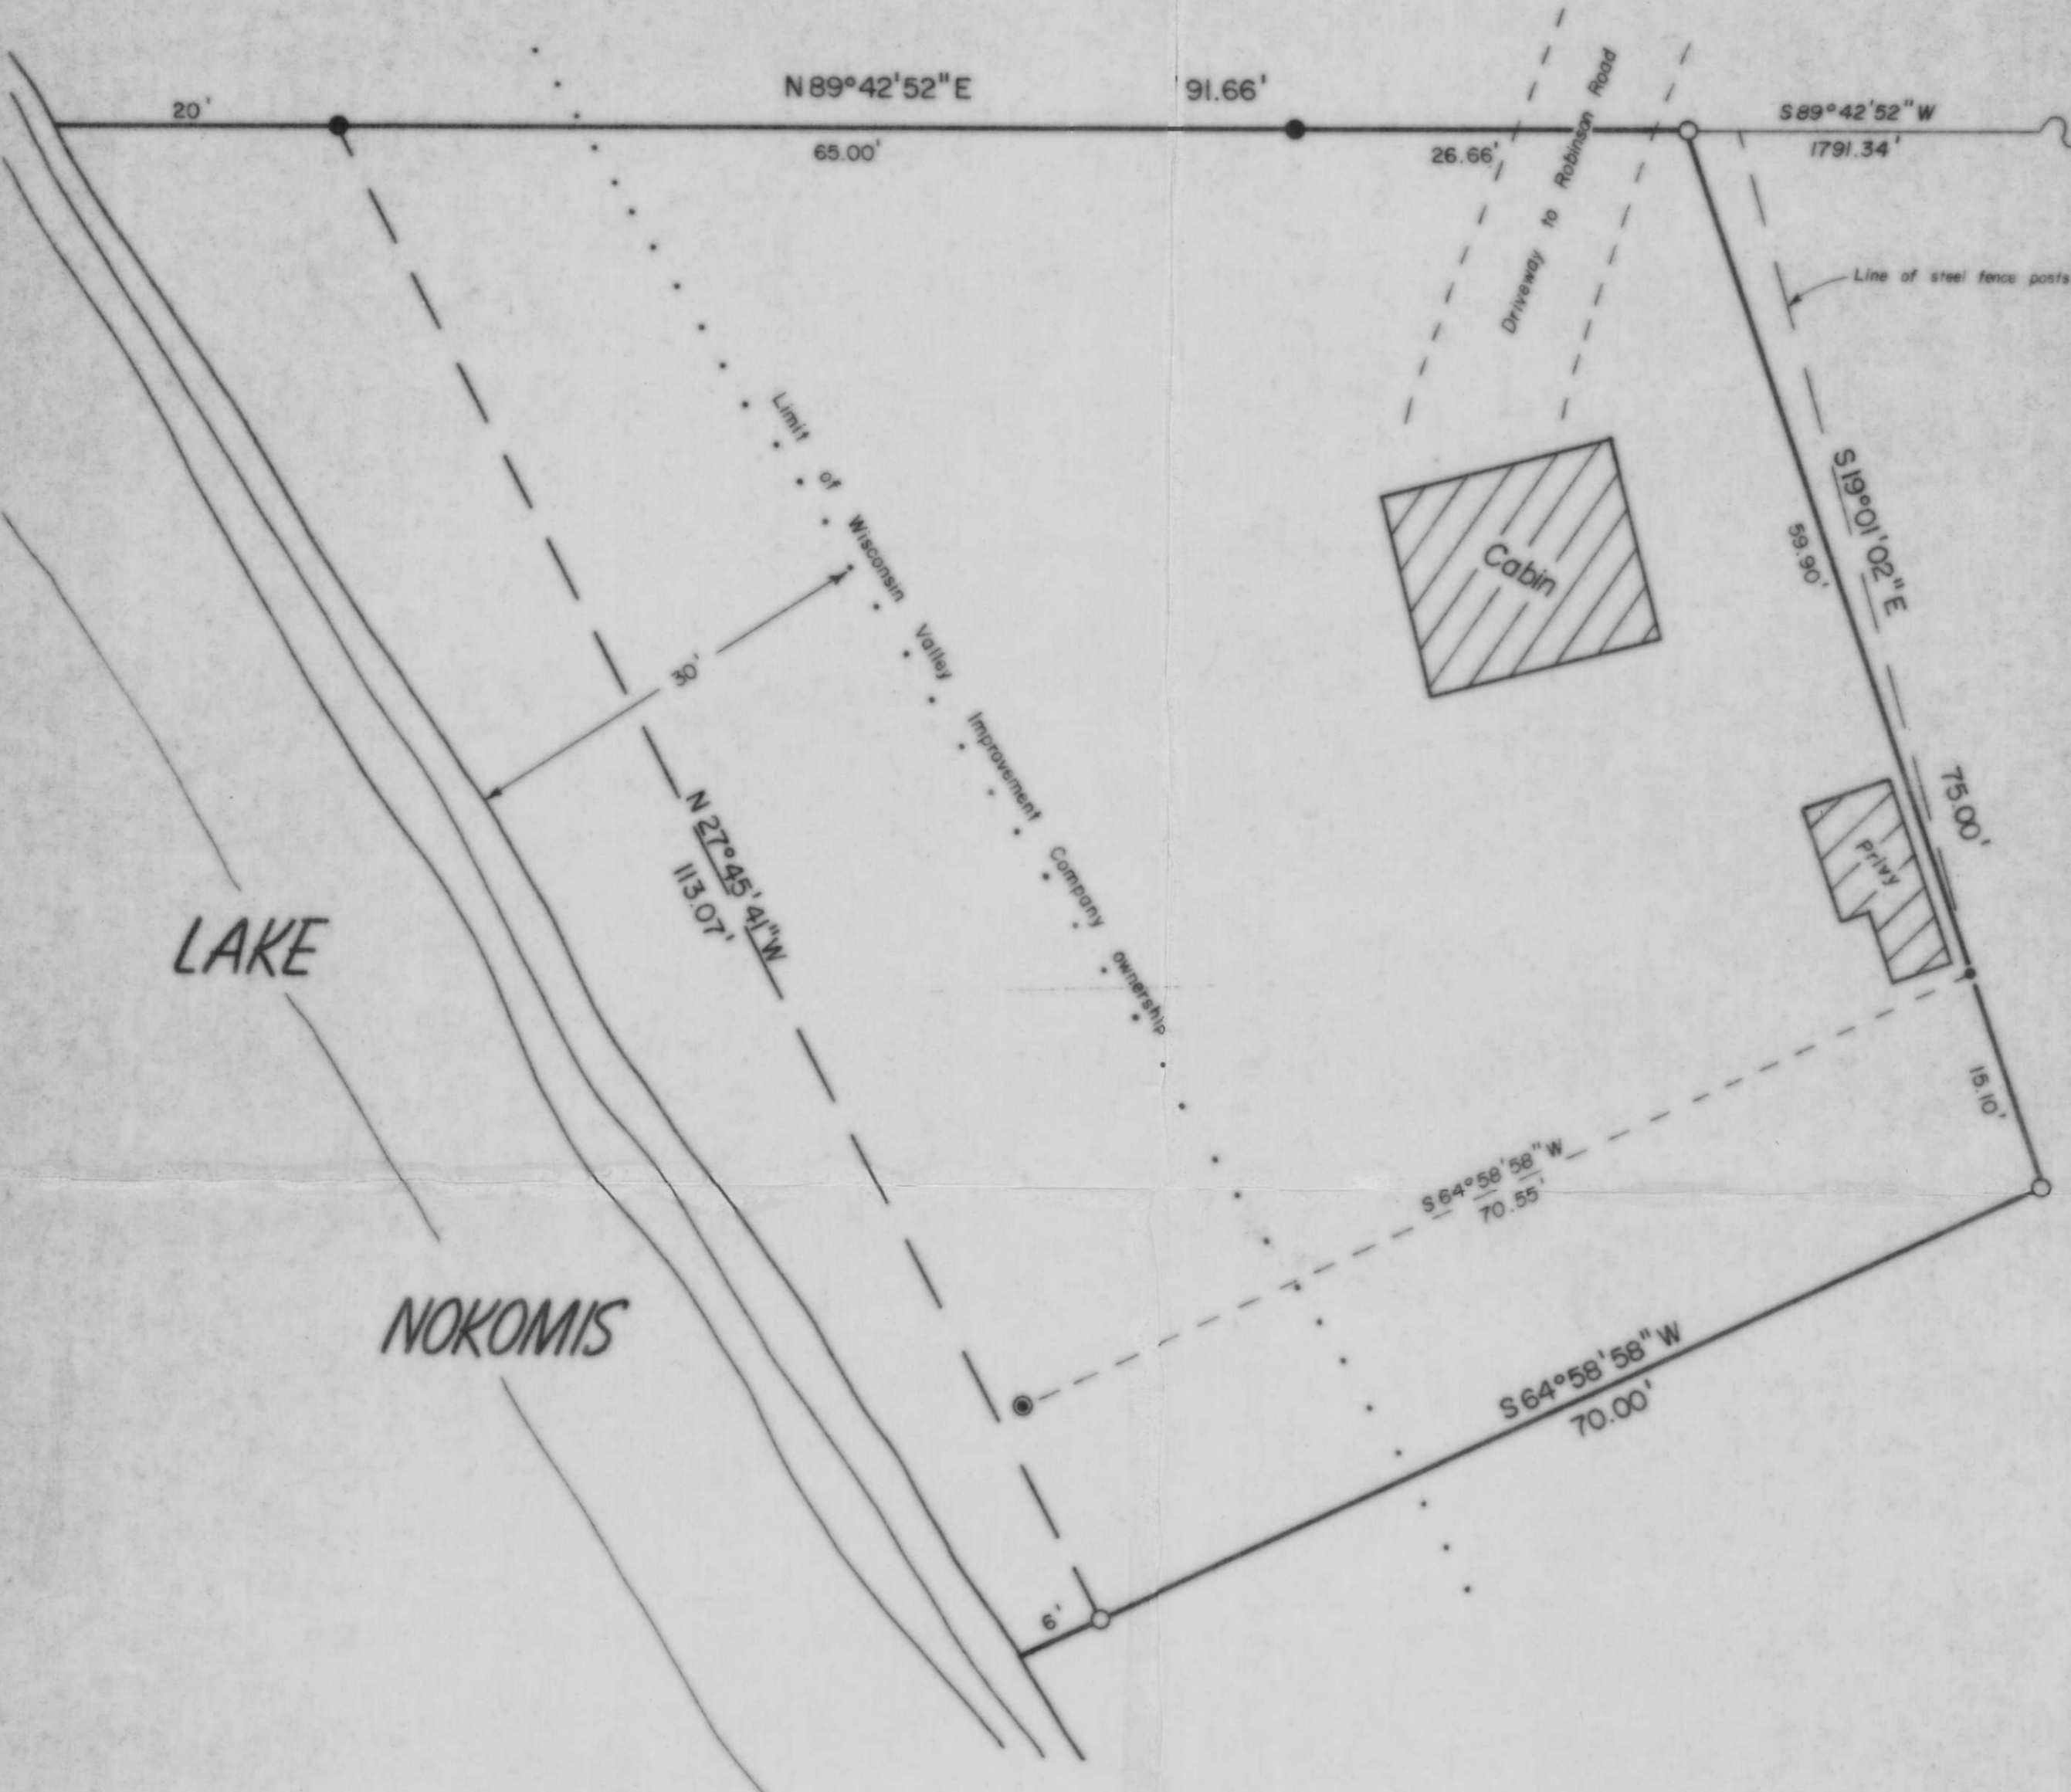 N 89°42'52" E 91.66'
20'
65.00'
26.66'
S 89°42'52" W
1791.34'
Driveway to Robinson Road
Line of steel fence posts
Limit of Wisconsin Valley Improvement Company ownership
S 19°01'02" E
59.90'
Cabin
30'
75.00'
N 27°45'41" W
113.07'
Privy
LAKE
15.10'
S 64°58'58" W
70.55'
NOKOMIS
S 64°58'58" W
70.00'
6'